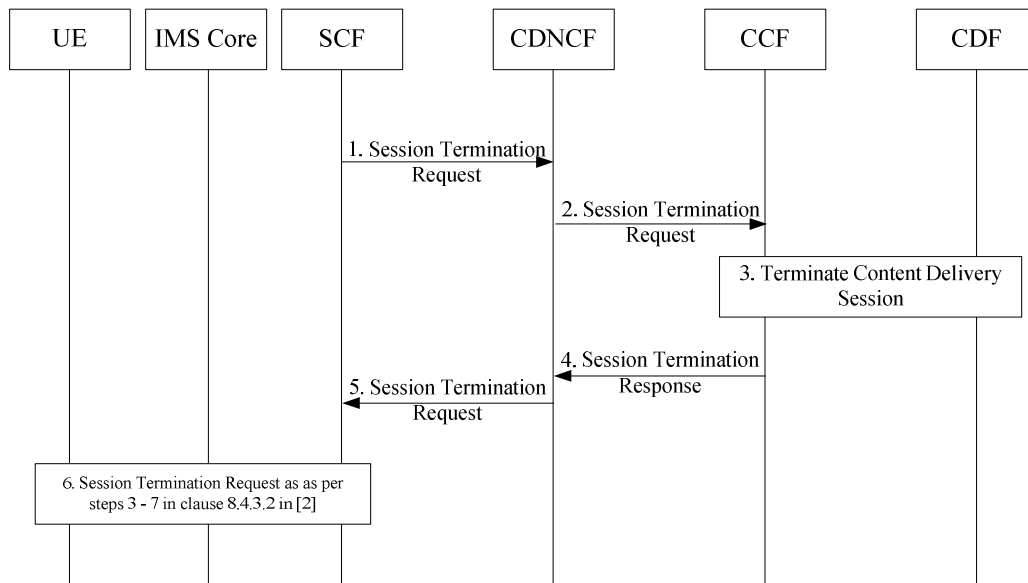 UE
IMS Core
SCF
CDNCF
CCF
CDF
1. Session Termination
Request
2. Session Termination
Request
3. Terminate Content Delivery
Session
4. Session Termination
Response
5. Session Termination
Request
6. Session Termination Request as as per
steps 3 - 7 in clause 8.4.3.2 in [2]